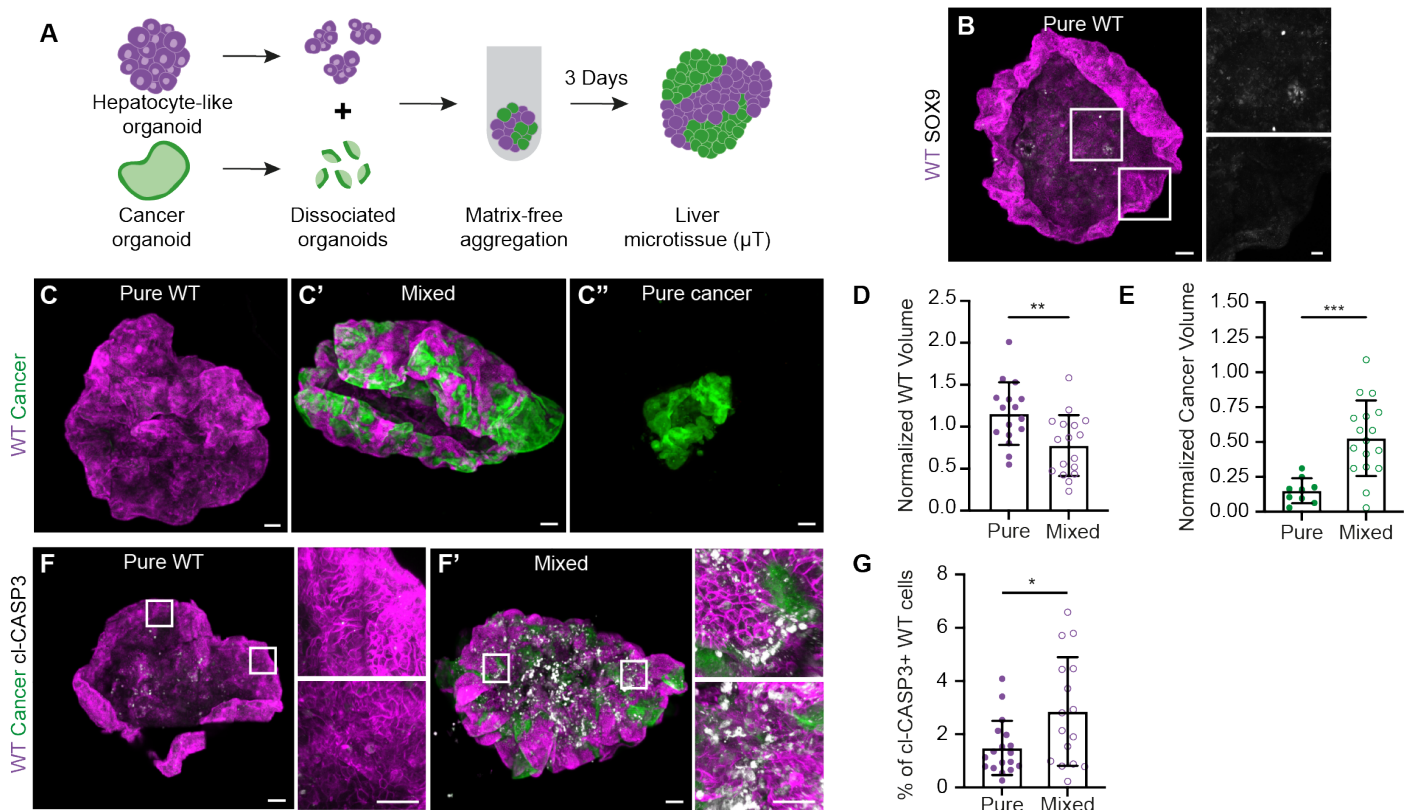 A
Hepatocyte-like
organoid
+
3 Days
Cancer
organoid
Dissociated
organoids
Matrix-free
aggregation
Liver
microtissue (µT)
B
Pure WT
WT SOX9
C
Pure WT
C’
Mixed
C”
Pure cancer
WT Cancer
D
Normalized WT Volume
2.5
2.0
1.5
1.0
0.5
0.0
**
Pure
Mixed
E
Normalized Cancer Volume
1.50
1.25
1.00
0.75
0.50
0.25
0.00
***
Pure
Mixed
F
Pure WT
F’
Mixed
WT Cancer cl-CASP3
G
% of cl-CASP3+ WT cells
8
6
4
2
0
*
Pure
Mixed